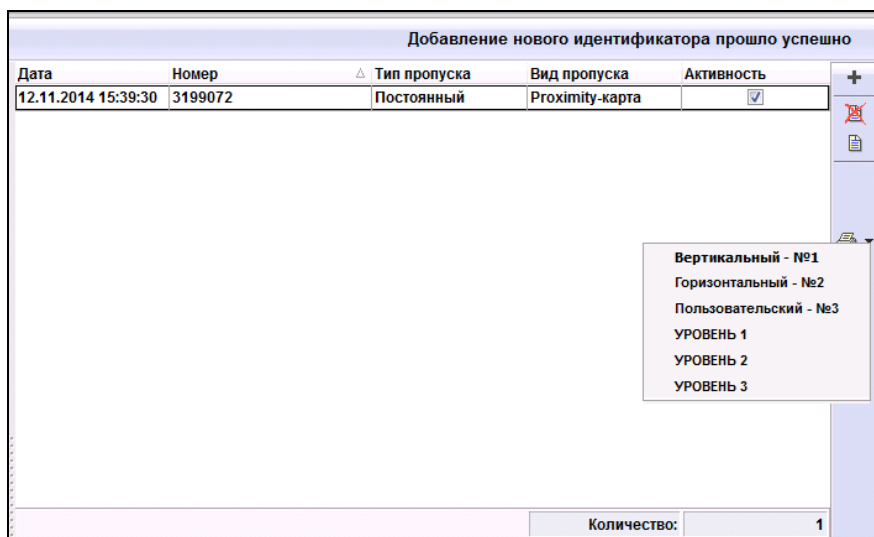 Добавление нового идентификатора прошло успешно
Дата Номер Тип пропуска Вид пропуска Активность
12.11.2014 15:39:30 3199072 Постоянный Proximity-карта
Вертикальный - №1
Горизонтальный - №2
Пользовательский - №3
УРОВЕНЬ 1
УРОВЕНЬ 2
УРОВЕНЬ 3
Количество: 1